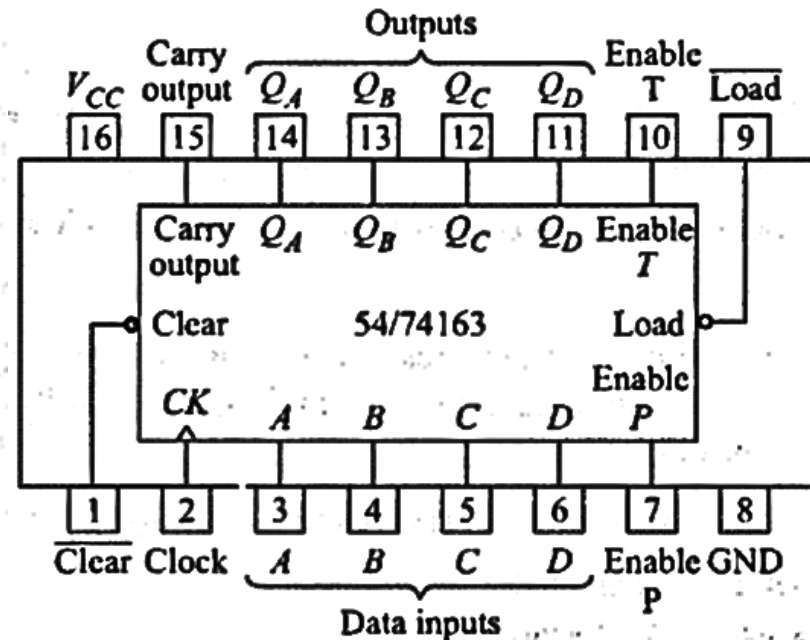 Outputs
V_CC Carry output Q_A Q_B Q_C Q_D Enable T Load
16 15 14 13 12 11 10 9
Carry output Q_A Q_B Q_C Q_D Enable T
Clear 54/74163 Load
Enable P
CK A B C D
1 2 3 4 5 6 7 8
Clear Clock A B C D Enable P GND
Data inputs